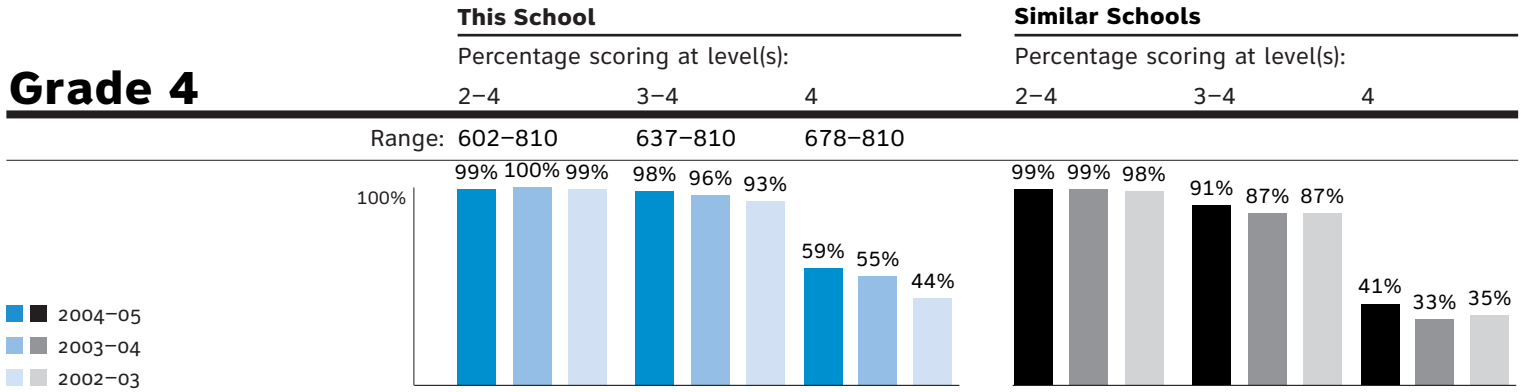 This School
Similar Schools
Percentage scoring at level(s):
Percentage scoring at level(s):
Grade 4
2–4 3–4 4
2–4 3–4 4
Range: 602–810 637–810 678–810
99% 100% 99% 98% 96% 93%
59% 55% 44%
99% 99% 98% 91% 87% 87%
41% 33% 35%
100%
2004–05
2003–04
2002–03